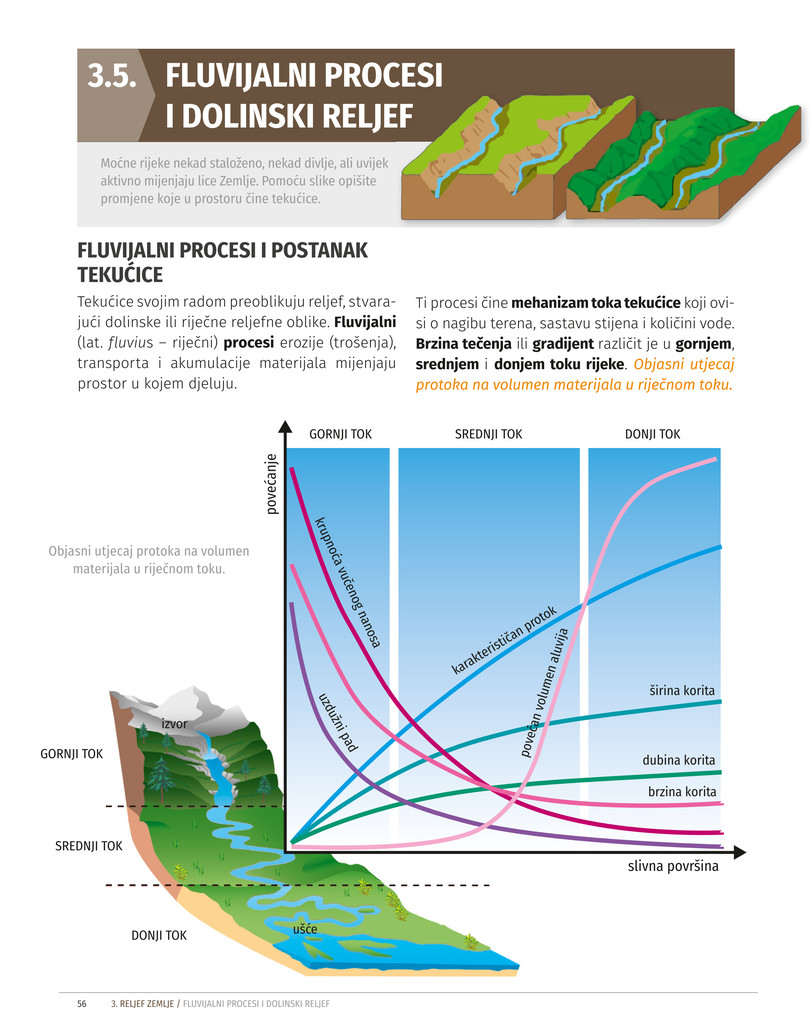 3.5.
FLUVIJALNI PROCESI
I DOLINSKI RELJEF
Moćne rijeke nekad staloženo, nekad divlje, ali uvijek
aktivno mijenjaju lice Zemlje. Pomoću slike opišite
promjene koje u prostoru čine tekućice.
FLUVIJALNI PROCESI I POSTANAK
TEKUĆICE
Tekućice svojim radom preoblikuju reljef, stvara-
jući dolinske ili riječne reljefne oblike. Fluvijalni
(lat. fluvius – riječni) procesi erozije (trošenja),
transporta i akumulacije materijala mijenjaju
prostor u kojem djeluju.
Ti procesi čine mehanizam toka tekućice koji ovi-
si o nagibu terena, sastavu stijena i količini vode.
Brzina tečenja ili gradijent različit je u gornjem,
srednjem i donjem toku rijeke. Objasni utjecaj
protoka na volumen materijala u riječnom toku.
GORNJI TOK
SREDNJI TOK
DONJI TOK
povećanje
krupnoća vučenog nanosa
Objasni utjecaj protoka na volumen
materijala u riječnom toku.
karakterističan protok
povećan volumen aluvija
uzdužni pad
širina korita
dubina korita
brzina korita
slivna površina
izvor
GORNJI TOK
SREDNJI TOK
DONJI TOK
ušće
56 3. RELJEF ZEMLJE / FLUVIJALNI PROCESI I DOLINSKI RELJEF